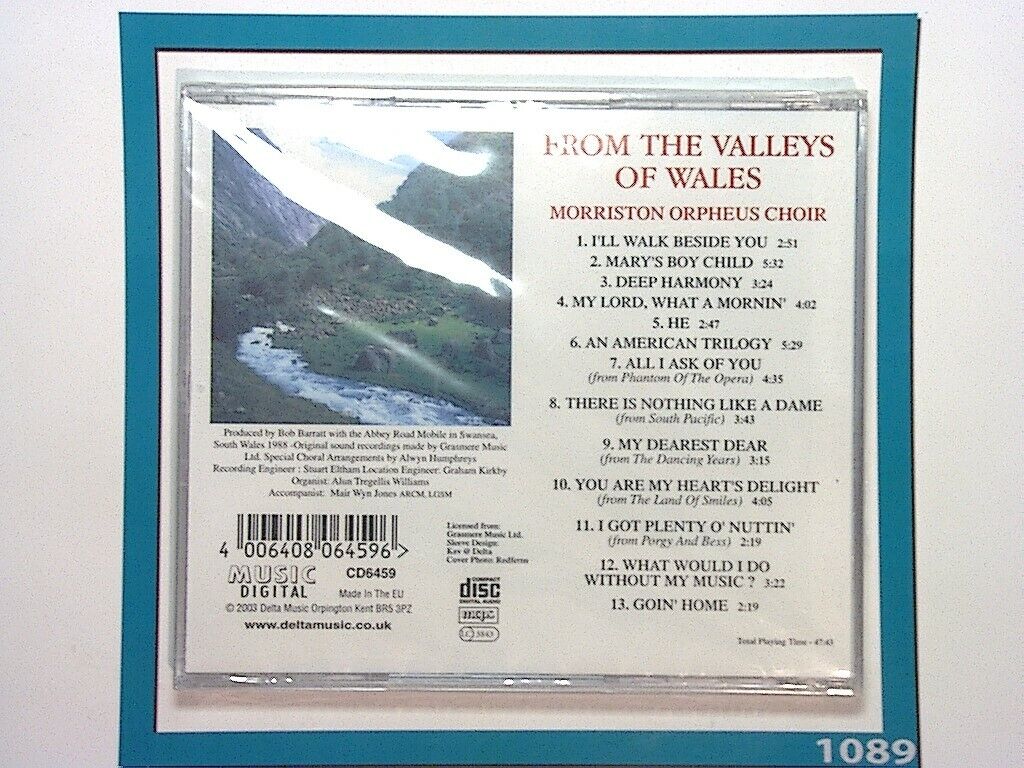 FROM THE VALLEYS
OF WALES
MORRISTON ORPHEUS CHOIR
1. I'LL WALK BESIDE YOU 2:51
2. MARY'S BOY CHILD 5:32
3. DEEP HARMONY 3:24
4. MY LORD, WHAT A MORNIN' 4:02
5. HE 2:47
6. AN AMERICAN TRILOGY 5:29
7. ALL I ASK OF YOU
(from Phantom Of The Opera) 4:35
8. THERE IS NOTHING LIKE A DAME
(from South Pacific) 3:43
9. MY DEAREST DEAR
(from The Dancing Years) 3:15
10. YOU ARE MY HEART'S DELIGHT
(from The Land Of Smiles) 4:05
11. I GOT PLENTY O' NUTTIN'
(from Porgy And Bess) 2:19
12. WHAT WOULD I DO
WITHOUT MY MUSIC ? 3:22
13. GOIN' HOME 2:19
Total Playing Time - 47:43
Produced by Bob Barratt with the Abbey Road Mobile in Swansea,
South Wales 1988 -Original sound recordings made by Grasmere Music
Ltd. Special Choral Arrangements by Alwyn Humphreys
Recording Engineer : Stuart Eltham Location Engineer: Graham Kirkby
Organist: Alun Tregellis Williams
Accompanist: Mair Wyn Jones ARCM, LGSM
4 006408 064596 >
MUSIC
DIGITAL
CD6459
Made In The EU
© 2003 Delta Music Orpington Kent BR5 3PZ
www.deltamusic.co.uk
Licensed from:
Grasmere Music Ltd.
Sleeve Design:
Kev @ Delta
Cover Photo: Redferns
COMPACT
disc
DIGITAL AUDIO
mcps
LC 5843
1089